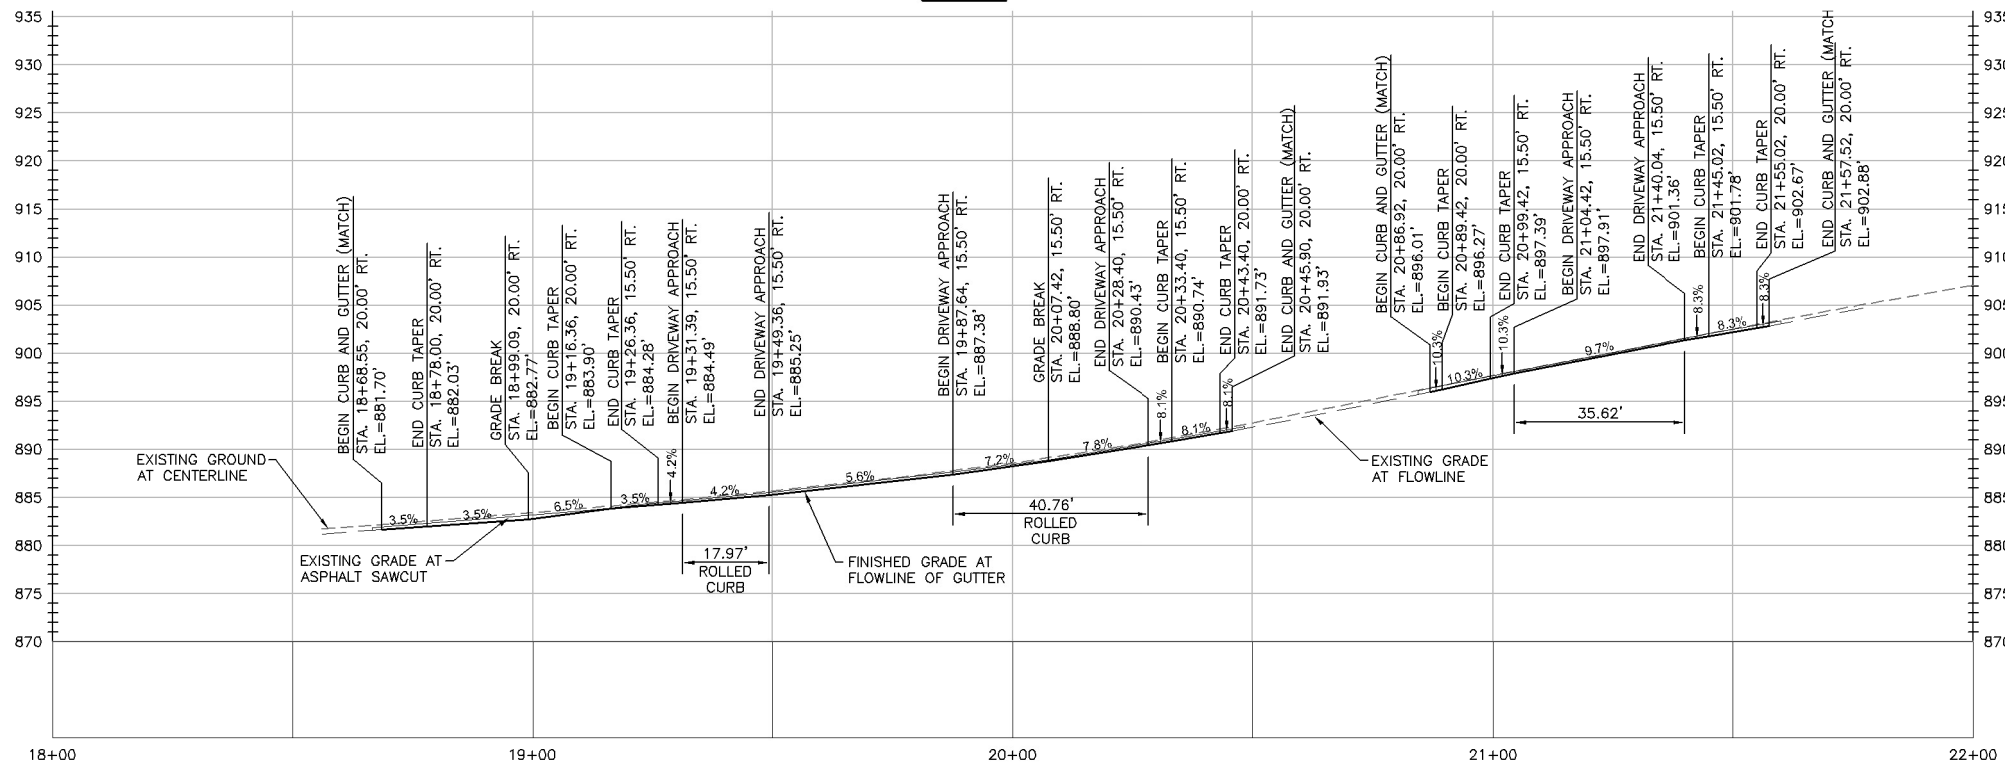 935
930
925
920
915
910
905
900
895
890
885
880
875
870
EXISTING GROUND
AT CENTERLINE
EXISTING GRADE AT
ASPHALT SAWCUT
BEGIN CURB AND GUTTER (MATCH)
STA. 18+68.55, 20.00' RT.
EL.=881.70'
END CURB TAPER
STA. 18+78.00, 20.00' RT.
EL.=882.03'
GRADE BREAK
STA. 18+99.09, 20.00' RT.
EL.=882.77'
BEGIN CURB TAPER
STA. 19+16.36, 20.00' RT.
EL.=883.90'
END CURB TAPER
STA. 19+26.36, 15.50' RT.
EL.=884.28'
BEGIN DRIVEWAY APPROACH
STA. 19+31.39, 15.50' RT.
EL.=884.49'
END DRIVEWAY APPROACH
STA. 19+49.36, 15.50' RT.
EL.=885.25'
BEGIN DRIVEWAY APPROACH
STA. 19+87.64, 15.50' RT.
EL.=887.38'
GRADE BREAK
STA. 20+07.42, 15.50' RT.
EL.=888.80'
END DRIVEWAY APPROACH
STA. 20+28.40, 15.50' RT.
EL.=890.43'
BEGIN CURB TAPER
STA. 20+33.40, 15.50' RT.
EL.=890.74'
END CURB TAPER
STA. 20+43.40, 20.00' RT.
EL.=891.73'
END CURB AND GUTTER (MATCH)
STA. 20+45.90, 20.00' RT.
EL.=891.93'
BEGIN CURB AND GUTTER (MATCH)
STA. 20+86.92, 20.00' RT.
EL.=896.01'
BEGIN CURB TAPER
STA. 20+89.42, 20.00' RT.
EL.=896.27'
END CURB TAPER
STA. 20+99.42, 15.50' RT.
EL.=897.39'
BEGIN DRIVEWAY APPROACH
STA. 21+04.42, 15.50' RT.
EL.=897.91'
END DRIVEWAY APPROACH
STA. 21+40.04, 15.50' RT.
EL.=901.36'
BEGIN CURB TAPER
STA. 21+45.02, 15.50' RT.
EL.=901.78'
END CURB TAPER
STA. 21+55.02, 20.00' RT.
EL.=902.67'
END CURB AND GUTTER (MATCH
STA. 21+57.52, 20.00' RT.
EL.=902.88'
3.5%
3.5%
6.5%
3.5%
4.2%
4.2%
5.6%
7.2%
7.8%
8.1%
8.1%
8.1%
10.3%
10.3%
10.3%
9.7%
8.3%
8.3%
8.3%
17.97'
ROLLED
CURB
FINISHED GRADE AT
FLOWLINE OF GUTTER
40.76'
ROLLED
CURB
EXISTING GRADE
AT FLOWLINE
35.62'
935
930
925
920
915
910
905
900
895
890
885
880
875
870
18+00
19+00
20+00
21+00
22+00